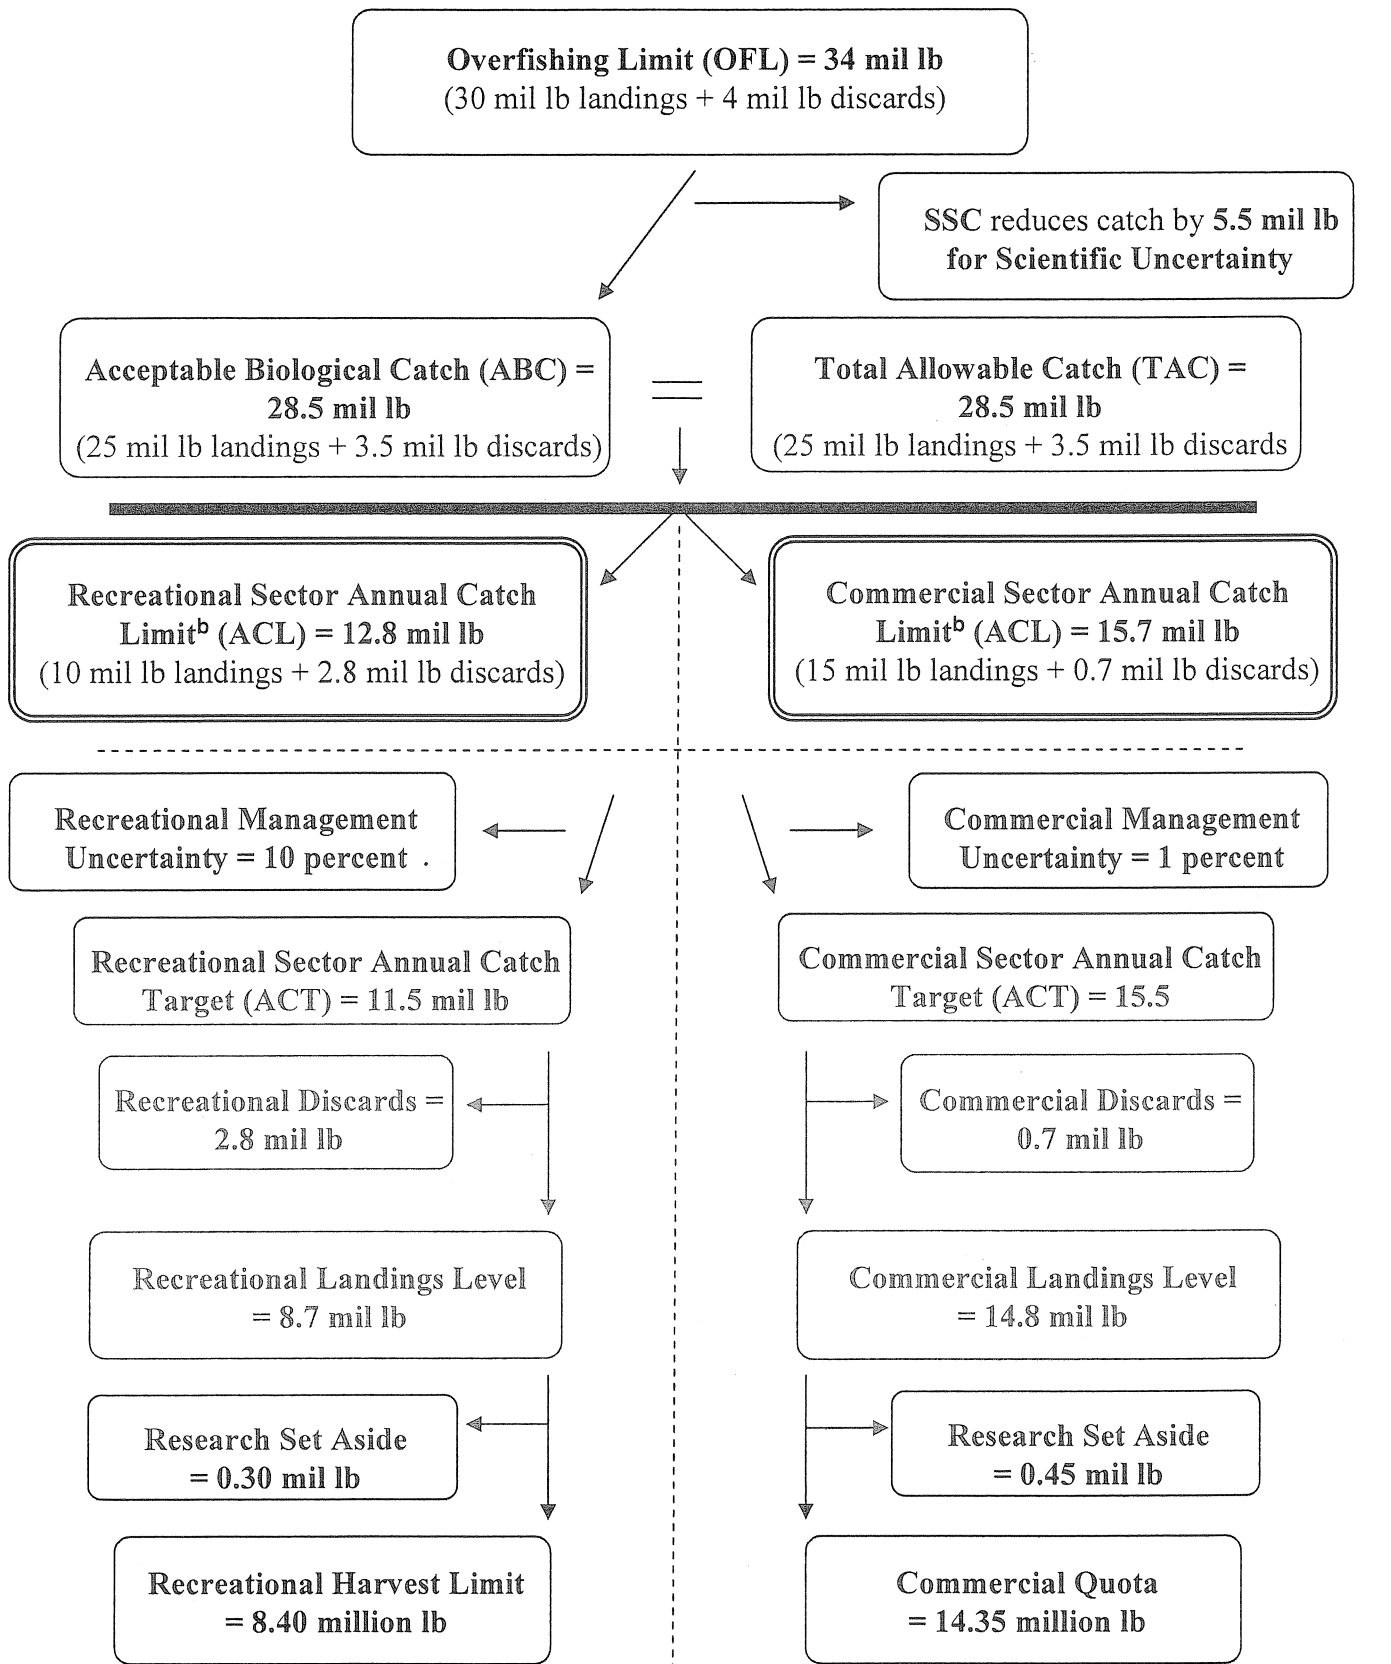 Overfishing Limit (OFL) = 34 mil lb
(30 mil lb landings + 4 mil lb discards)
SSC reduces catch by 5.5 mil lb
for Scientific Uncertainty
Acceptable Biological Catch (ABC) =
28.5 mil lb
(25 mil lb landings + 3.5 mil lb discards)
=
Total Allowable Catch (TAC) =
28.5 mil lb
(25 mil lb landings + 3.5 mil lb discards
Recreational Sector Annual Catch
Limitᵇ (ACL) = 12.8 mil lb
(10 mil lb landings + 2.8 mil lb discards)
Commercial Sector Annual Catch
Limitᵇ (ACL) = 15.7 mil lb
(15 mil lb landings + 0.7 mil lb discards)
Recreational Management
Uncertainty = 10 percent .
Commercial Management
Uncertainty = 1 percent
Recreational Sector Annual Catch
Target (ACT) = 11.5 mil lb
Commercial Sector Annual Catch
Target (ACT) = 15.5
Recreational Discards =
2.8 mil lb
Commercial Discards =
0.7 mil lb
Recreational Landings Level
= 8.7 mil lb
Commercial Landings Level
= 14.8 mil lb
Research Set Aside
= 0.30 mil lb
Research Set Aside
= 0.45 mil lb
Recreational Harvest Limit
= 8.40 million lb
Commercial Quota
= 14.35 million lb